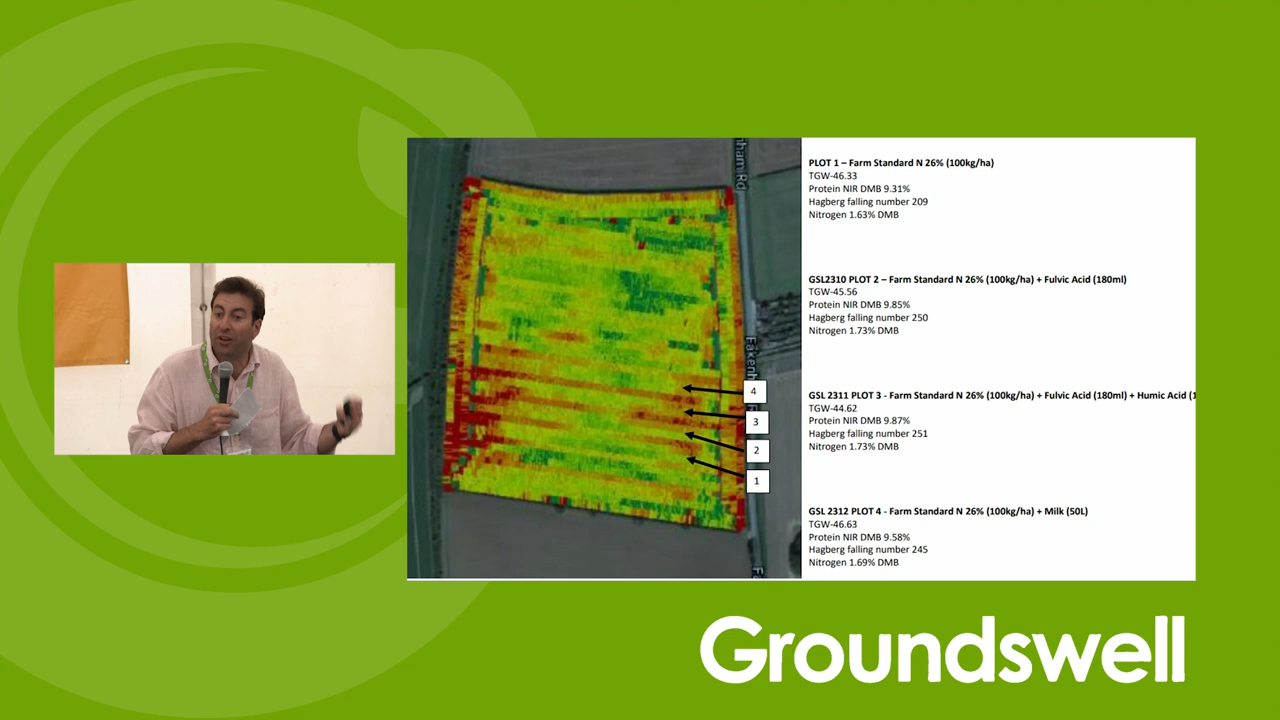 PLOT 1 – Farm Standard N 26% (100kg/ha)
TGW-46.33
Protein NIR DMB 9.31%
Hagberg falling number 209
Nitrogen 1.63% DMB
GSL2310 PLOT 2 – Farm Standard N 26% (100kg/ha) + Fulvic Acid (180ml)
TGW-45.56
Protein NIR DMB 9.85%
Hagberg falling number 250
Nitrogen 1.73% DMB
GSL 2311 PLOT 3 - Farm Standard N 26% (100kg/ha) + Fulvic Acid (180ml) + Humic Acid (1
TGW-44.62
Protein NIR DMB 9.87%
Hagberg falling number 251
Nitrogen 1.73% DMB
GSL 2312 PLOT 4 - Farm Standard N 26% (100kg/ha) + Milk (50L)
TGW-46.63
Protein NIR DMB 9.58%
Hagberg falling number 245
Nitrogen 1.69% DMB
nham Rd
Fakenh
4
3
2
1
Groundswell